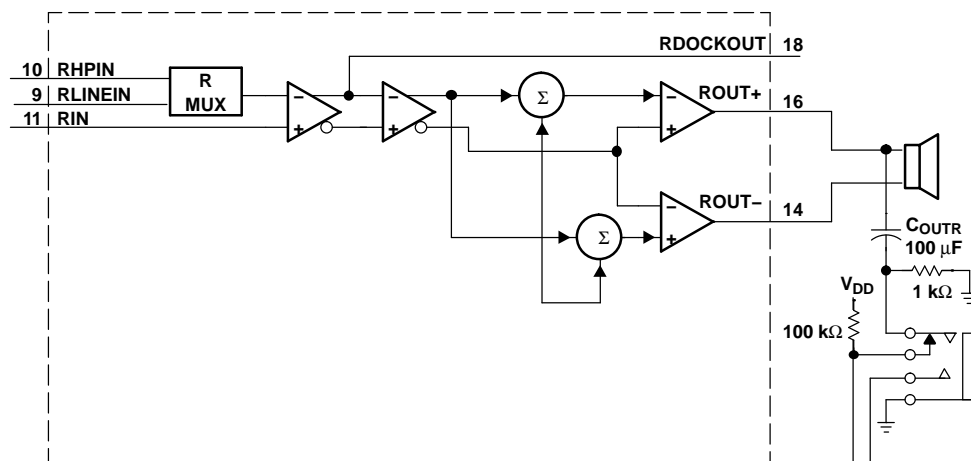 RDOCKOUT 18
10 RHPIN
R
MUX
9 RLINEIN
11 RIN
− −
+ +
Σ
− ROUT+ 16
+
− ROUT− 14
+
Σ
COUTR
100 μF
1 kΩ
VDD
100 kΩ